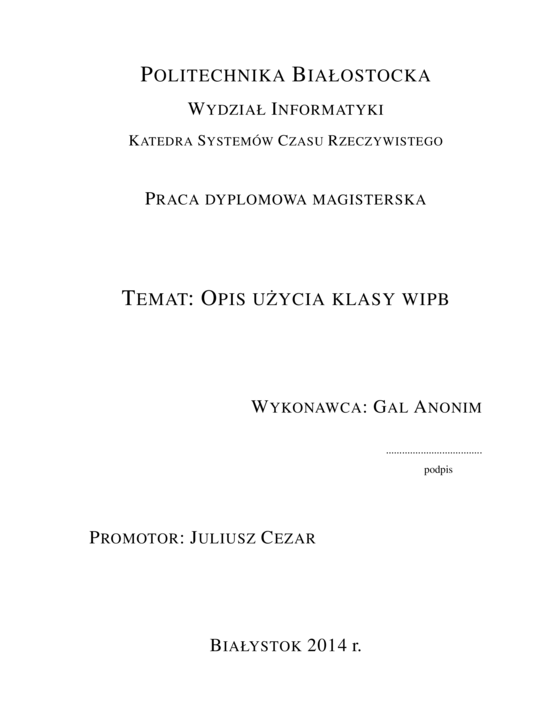 Politechnika Białostocka
Wydział Informatyki
Katedra Systemów Czasu Rzeczywistego
Praca dyplomowa magisterska
Temat: Opis użycia klasy wipb
Wykonawca: Gal Anonim
....................................
podpis
Promotor: Juliusz Cezar
Białystok 2014 r.